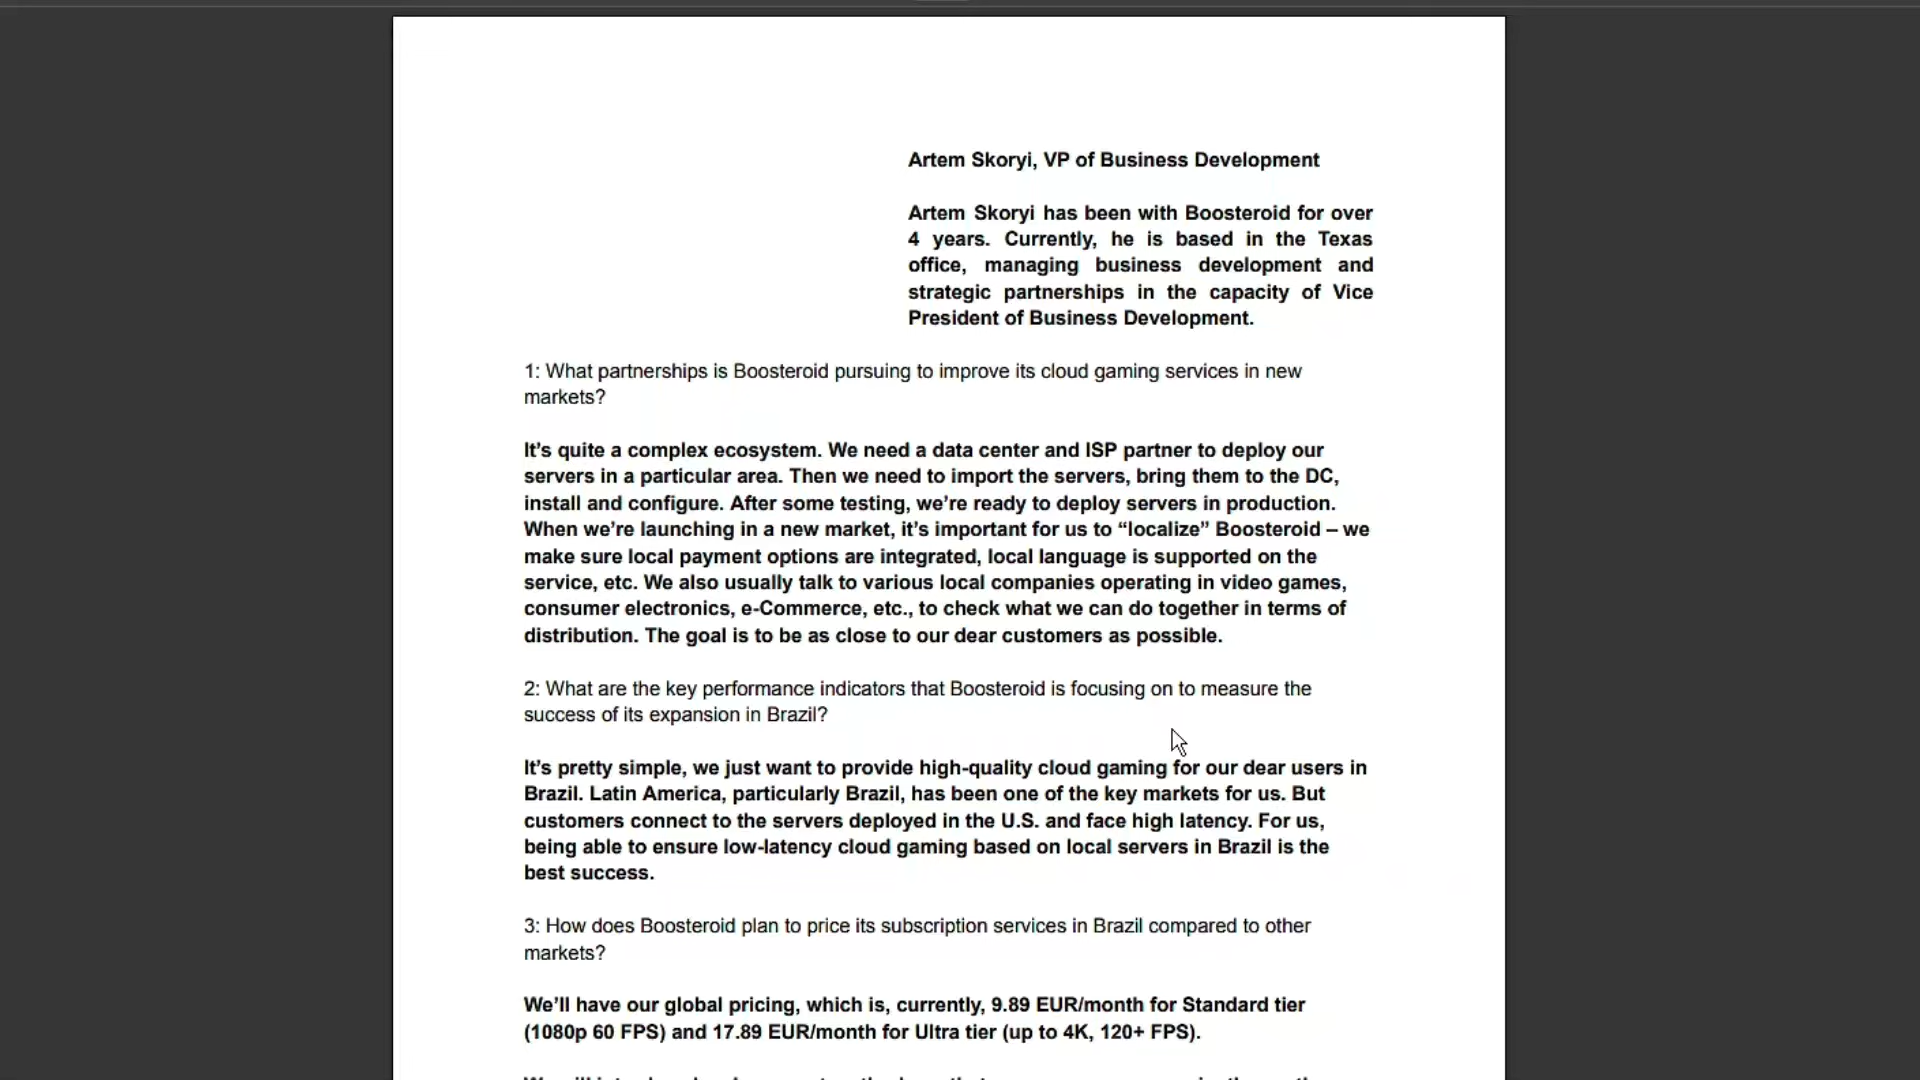 Artem Skoryi, VP of Business Development
Artem Skoryi has been with Boosteroid for over
4 years. Currently, he is based in the Texas
office, managing business development and
strategic partnerships in the capacity of Vice
President of Business Development.
1: What partnerships is Boosteroid pursuing to improve its cloud gaming services in new
markets?
It’s quite a complex ecosystem. We need a data center and ISP partner to deploy our
servers in a particular area. Then we need to import the servers, bring them to the DC,
install and configure. After some testing, we’re ready to deploy servers in production.
When we’re launching in a new market, it’s important for us to “localize” Boosteroid – we
make sure local payment options are integrated, local language is supported on the
service, etc. We also usually talk to various local companies operating in video games,
consumer electronics, e-Commerce, etc., to check what we can do together in terms of
distribution. The goal is to be as close to our dear customers as possible.
2: What are the key performance indicators that Boosteroid is focusing on to measure the
success of its expansion in Brazil?
It’s pretty simple, we just want to provide high-quality cloud gaming for our dear users in
Brazil. Latin America, particularly Brazil, has been one of the key markets for us. But
customers connect to the servers deployed in the U.S. and face high latency. For us,
being able to ensure low-latency cloud gaming based on local servers in Brazil is the
best success.
3: How does Boosteroid plan to price its subscription services in Brazil compared to other
markets?
We’ll have our global pricing, which is, currently, 9.89 EUR/month for Standard tier
(1080p 60 FPS) and 17.89 EUR/month for Ultra tier (up to 4K, 120+ FPS).